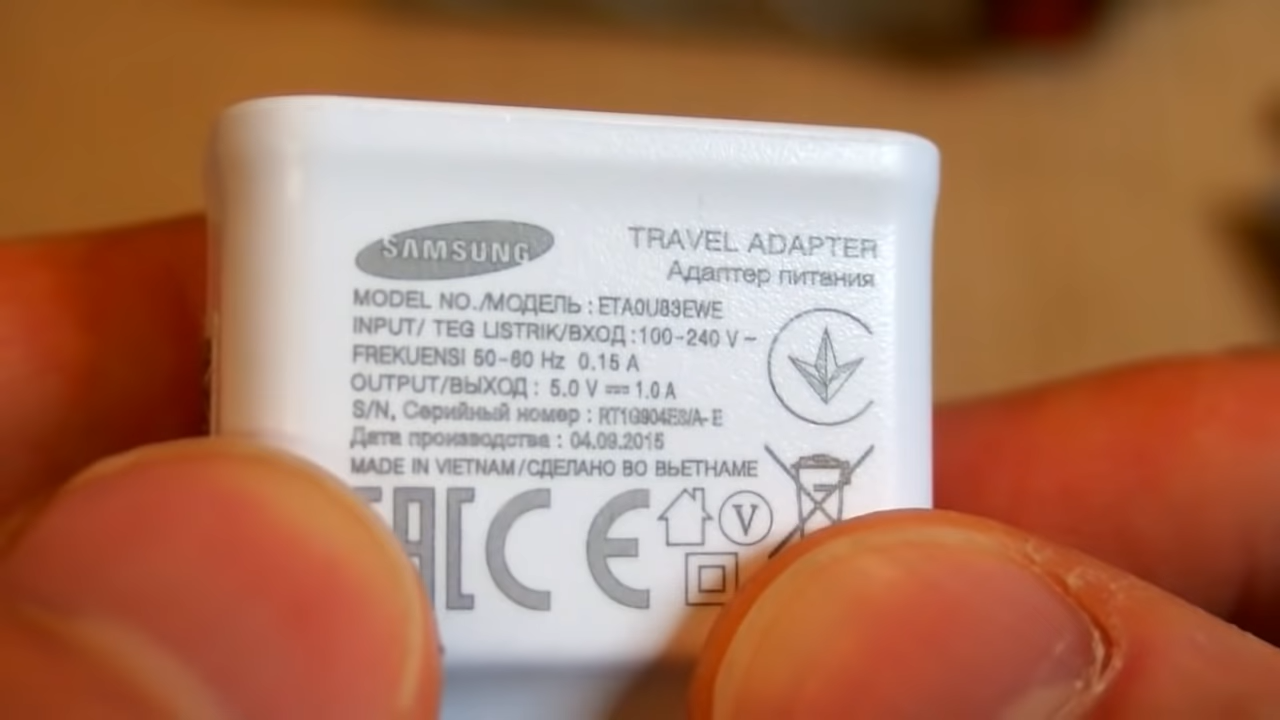 SAMSUNG
TRAVEL ADAPTER
Адаптер питания
MODEL NO./МОДЕЛЬ : ETA0U83EWE
INPUT/ TEG LISTRIK/ВХОД :100-240 V ~
FREKUENSI 50-60 Hz 0.15 A
OUTPUT/ВЫХОД : 5.0 V ⎓ 1.0 A
S/N, Серийный номер : RT1G904ES/A-E
Дата производства : 04.09.2015
MADE IN VIETNAM/СДЕЛАНО ВО ВЬЕТНАМЕ
EAC CE V